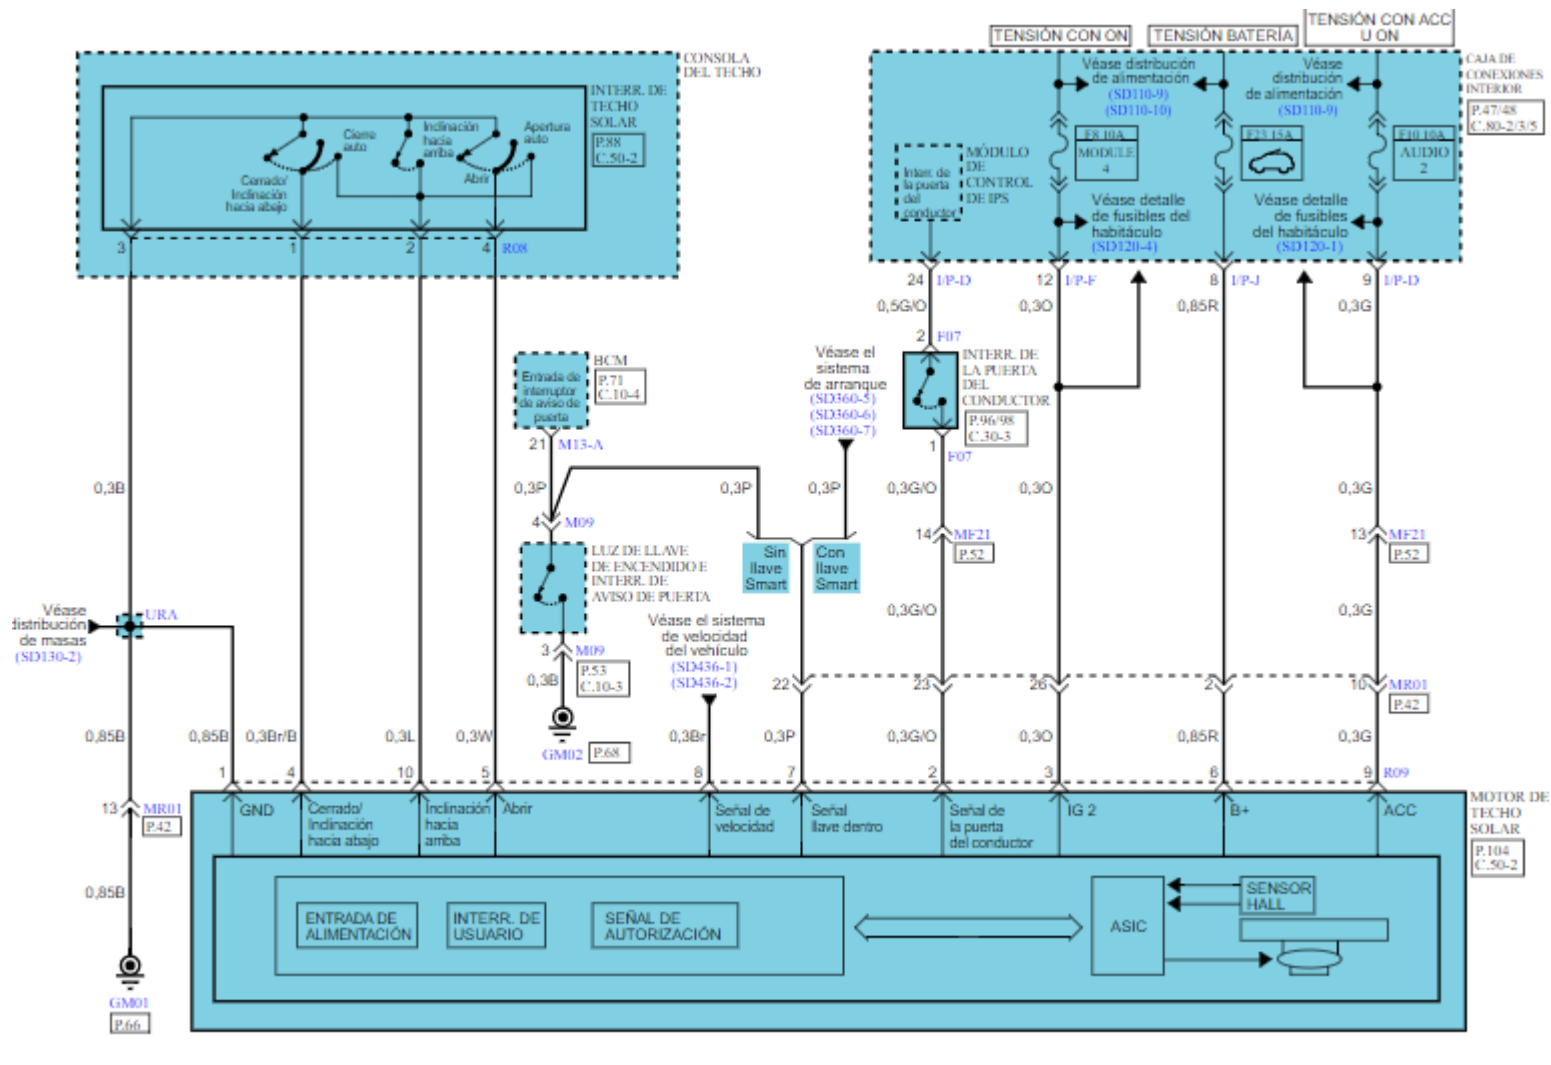 TENSIÓN CON ON
TENSIÓN BATERÍA
TENSIÓN CON ACC
U ON
CONSOLA
DEL TECHO
INTERR. DE
TECHO
SOLAR
P.88
C.50-2
Cierre
auto
Inclinación
hacia
arriba
Apertura
auto
Cerrado/
Inclinación
hacia abajo
Abrir
3
1
2
4
R08
Véase distribución
de alimentación
(SD110-9)
(SD110-10)
Véase
distribución
de alimentación
(SD110-9)
CAJA DE
CONEXIONES
INTERIOR
P.47/48
C.80-2/3/5
Interr. de
la puerta
del
conductor
MÓDULO
DE
CONTROL
DE IPS
F8 10A
MODULE
4
F23 15A
F10 10A
AUDIO
2
Véase detalle
de fusibles del
habitáculo
(SD120-4)
Véase detalle
de fusibles
del habitáculo
(SD120-1)
24
I/P-D
12
I/P-F
8
I/P-J
9
I/P-D
0,5G/O
0,3O
0,85R
0,3G
2
F07
INTERR. DE
LA PUERTA
DEL
CONDUCTOR
P.96/98
C.30-3
1
F07
Véase el
sistema
de arranque
(SD360-5)
(SD360-6)
(SD360-7)
BCM
P.71
C.10-4
Entrada de
interruptor
de aviso de
puerta
21
M13-A
0,3B
0,3P
0,3P
0,3P
0,3G/O
0,3O
0,3G
4
M09
14
MF21
P.52
13
MF21
P.52
LUZ DE LLAVE
DE ENCENDIDO E
INTERR. DE
AVISO DE PUERTA
Sin
llave
Smart
Con
llave
Smart
Véase
distribución
de masas
(SD130-2)
URA
0,3G/O
0,3G
3
M09
P.53
C.10-3
0,3B
GM02
P.68
Véase el sistema
de velocidad
del vehículo
(SD436-1)
(SD436-2)
22
23
26
2
10
MR01
P.42
0,85B
0,85B
0,3Br/B
0,3L
0,3W
0,3Br
0,3P
0,3G/O
0,3O
0,85R
0,3G
1
4
10
5
8
7
2
3
6
9
R09
13
MR01
P.42
GND
Cerrado/
Inclinación
hacia abajo
Inclinación
hacia
arriba
Abrir
Señal de
velocidad
Señal
llave dentro
Señal de
la puerta
del conductor
IG 2
B+
ACC
MOTOR DE
TECHO
SOLAR
P.104
C.50-2
0,85B
GM01
P.66
ENTRADA DE
ALIMENTACIÓN
INTERR. DE
USUARIO
SEÑAL DE
AUTORIZACIÓN
ASIC
SENSOR
HALL